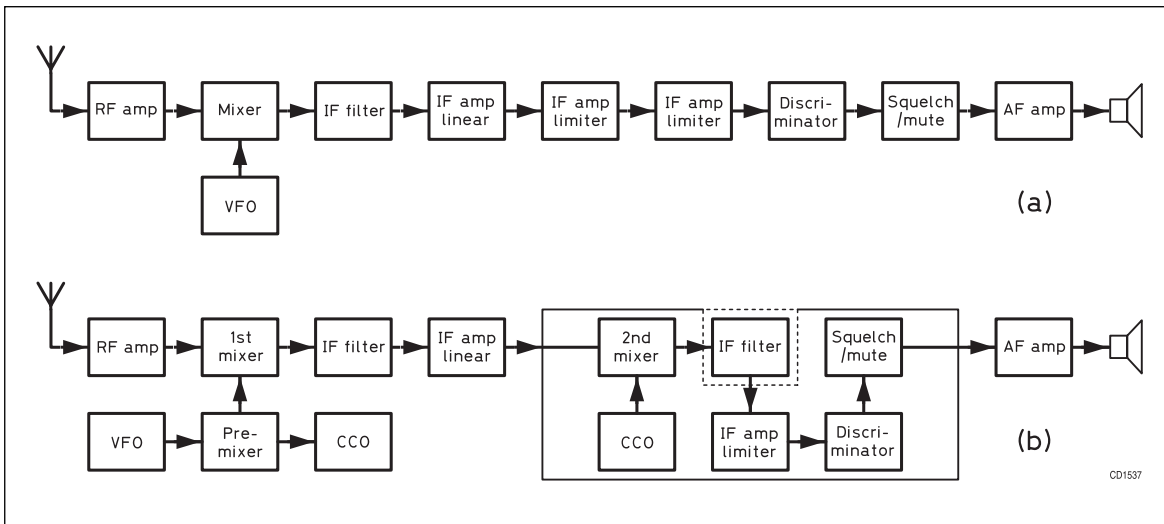 RF amp
Mixer
IF filter
IF amp
linear
IF amp
limiter
IF amp
limiter
Discri-
minator
Squelch
/mute
AF amp
VFO
(a)
RF amp
1st
mixer
IF filter
IF amp
linear
2nd
mixer
IF filter
Squelch
/mute
AF amp
VFO
Pre-
mixer
CCO
CCO
IF amp
limiter
Discri-
minator
(b)
CD1537